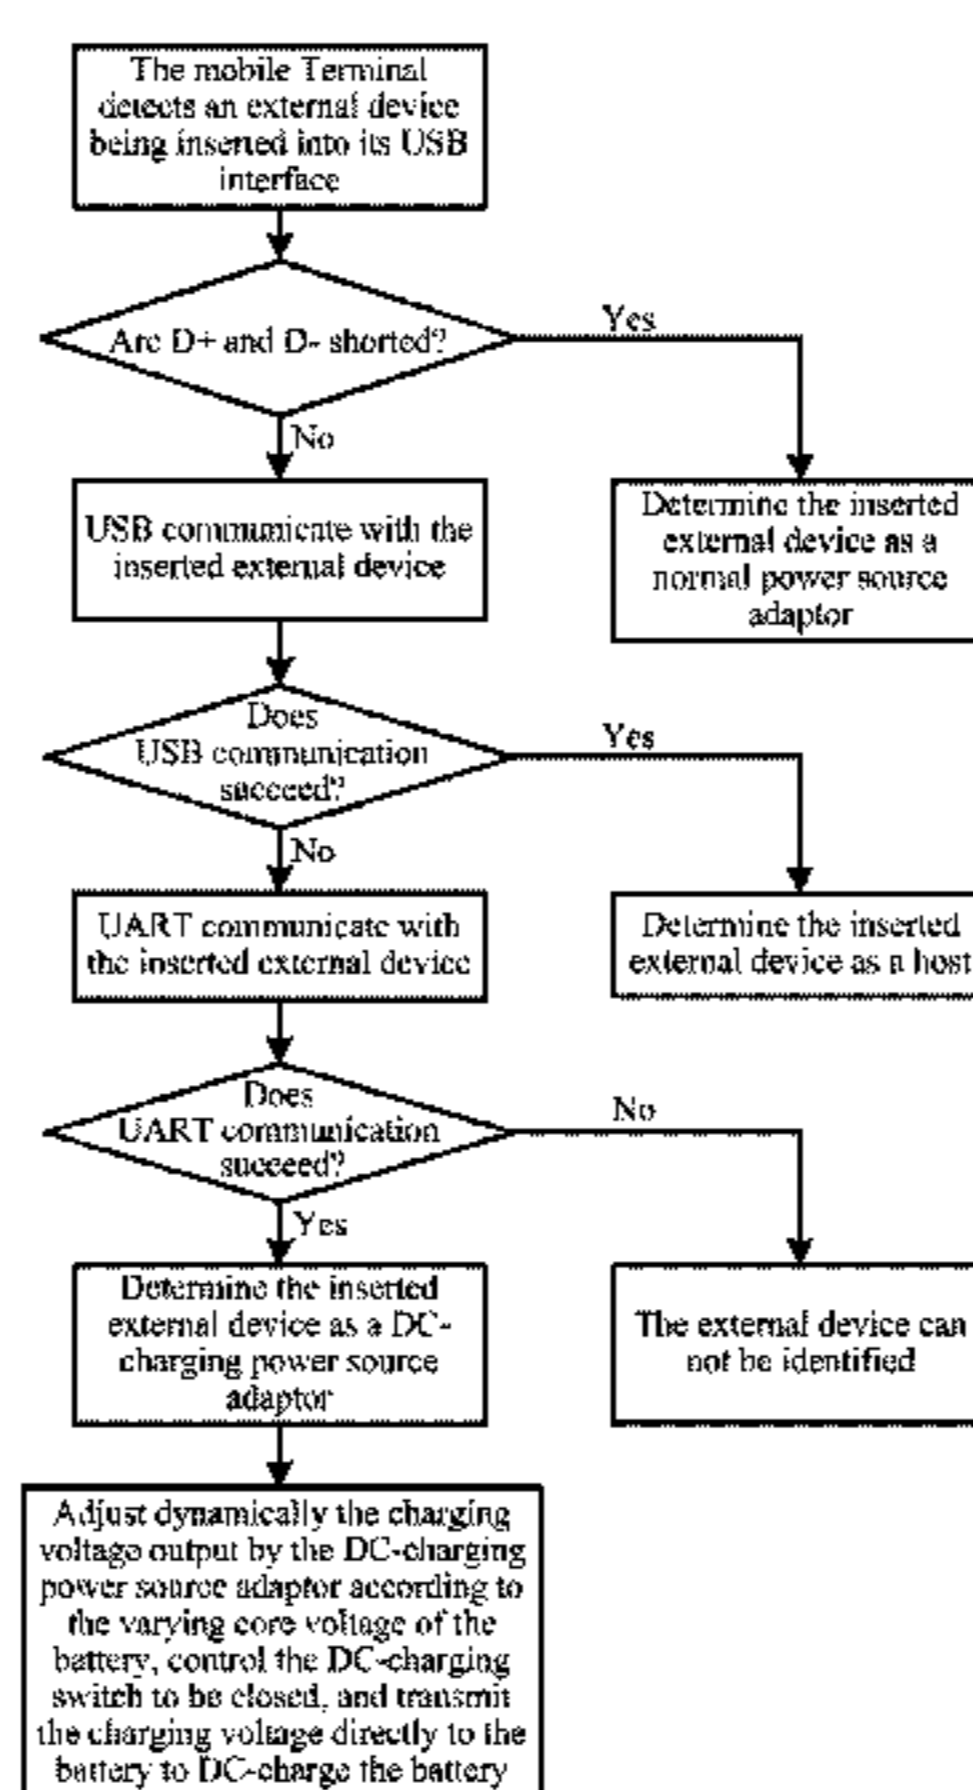 The mobile Terminal
detects an external device
being inserted into its USB
interface
Are D+ and D- shorted?
Yes
No
USB communicate with the
inserted external device
Determine the inserted
external device as a
normal power source
adaptor
Does
USB communication
succeed?
Yes
No
UART communicate with
the inserted external device
Determine the inserted
external device as a host
Does
UART communication
succeed?
No
Yes
Determine the inserted
external device as a DC-
charging power source
adaptor
The external device can
not be identified
Adjust dynamically the charging
voltage output by the DC-charging
power source adaptor according to
the varying core voltage of the
battery, control the DC-charging
switch to be closed, and transmit
the charging voltage directly to the
battery to DC-charge the battery